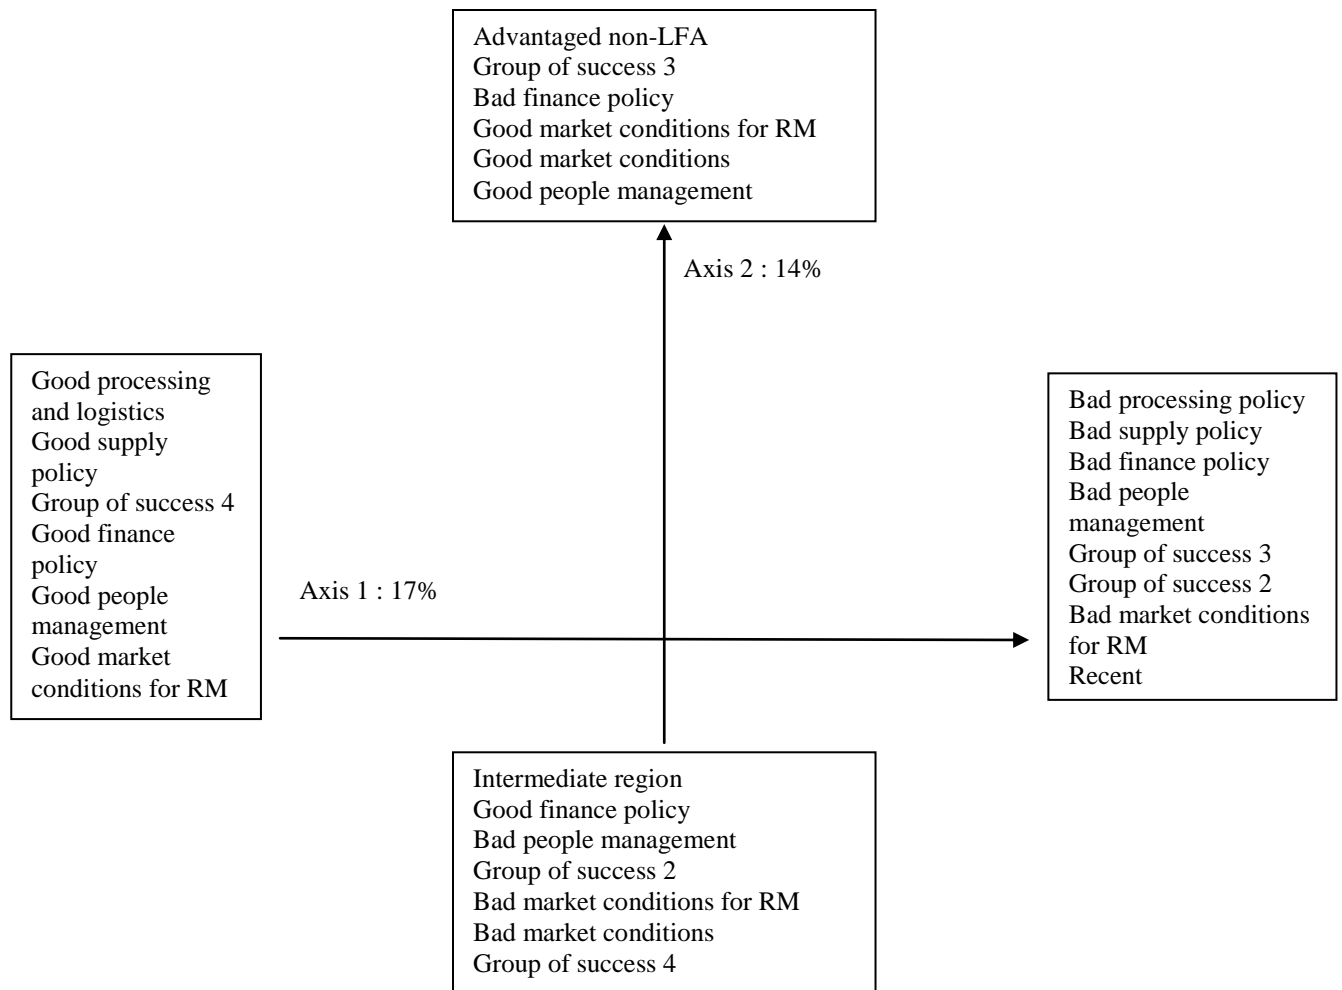 Advantaged non-LFA
Group of success 3
Bad finance policy
Good market conditions for RM
Good market conditions
Good people management
Axis 2 : 14%
Good processing
and logistics
Good supply
policy
Group of success 4
Good finance
policy
Good people
management
Good market
conditions for RM
Axis 1 : 17%
Bad processing policy
Bad supply policy
Bad finance policy
Bad people
management
Group of success 3
Group of success 2
Bad market conditions
for RM
Recent
Intermediate region
Good finance policy
Bad people management
Group of success 2
Bad market conditions for RM
Bad market conditions
Group of success 4